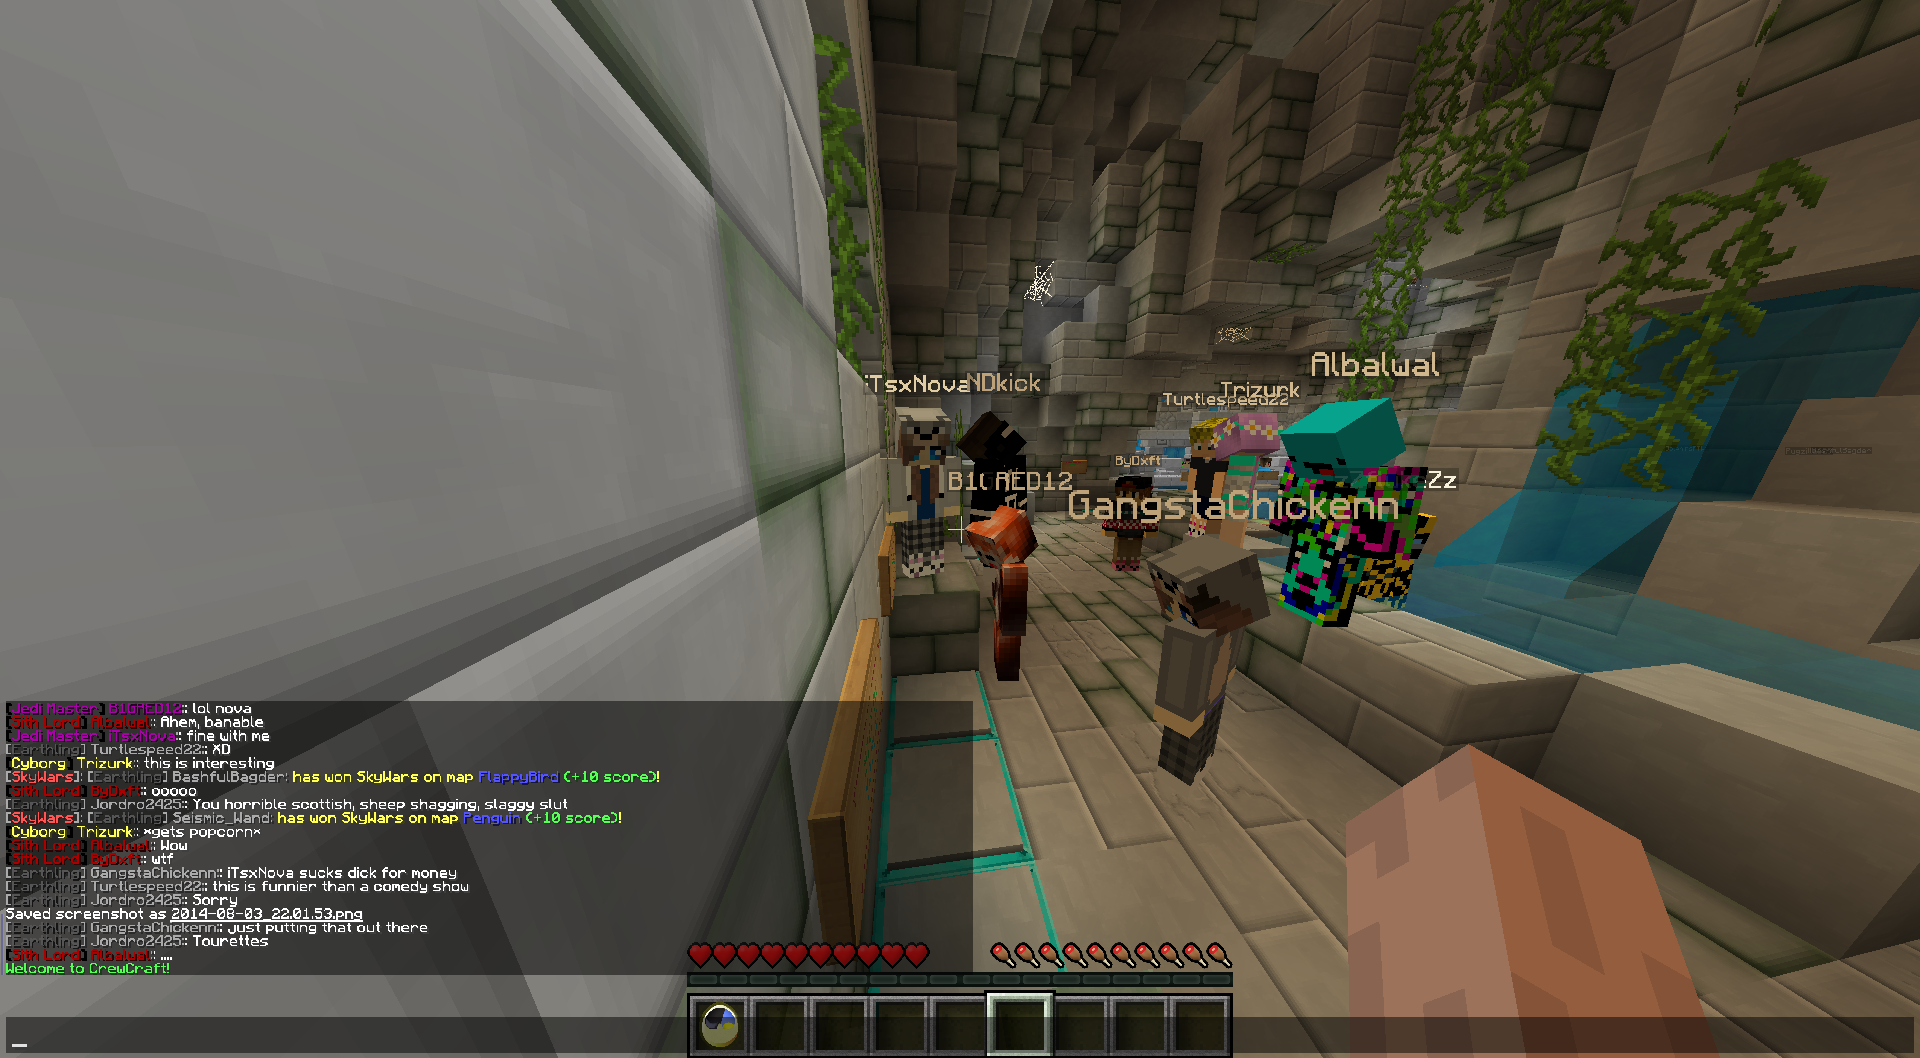 Albalwal
iTsxNova
NDkick
Trizurk
Turtlespeed22
ByDxft
B1GRED12
Zz
GangstaChickenn
[Jedi Master] B1GRED12:: lol nova
[Sith Lord] Albalwal:: Ahem, banable
[Jedi Master] iTsxNova:: fine with me
[Earthling] Turtlespeed22:: XD
[Cyborg] Trizurk:: this is interesting
[SkyWars]: [Earthling] BashfulBagder: has won SkyWars on map FlappyBird (+10 score)!
[Sith Lord] ByDxft:: ooooo
[Earthling] Jordro2425:: You horrible scottish, sheep shagging, slaggy slut
[SkyWars]: [Earthling] Seismic_Wand: has won SkyWars on map Penguin (+10 score)!
[Cyborg] Trizurk:: *gets popcorn*
[Sith Lord] Albalwal:: Wow
[Sith Lord] ByDxft:: wtf
[Earthling] GangstaChickenn:: iTsxNova sucks dick for money
[Earthling] Turtlespeed22:: this is funnier than a comedy show
[Earthling] Jordro2425:: Sorry
Saved screenshot as 2014-08-03_22.01.53.png
[Earthling] GangstaChickenn:: just putting that out there
[Earthling] Jordro2425:: Tourettes
[Sith Lord] Albalwal:: ....
Welcome to CrewCraft!